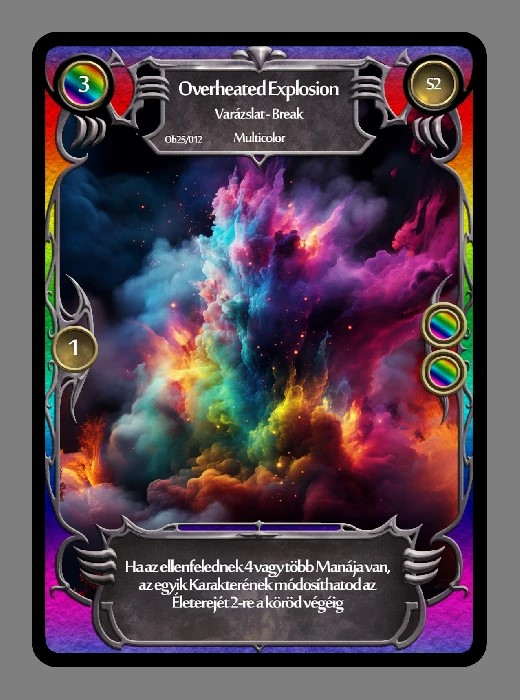 3
Overheated Explosion
S2
Varázslat - Break
Ob25/012
Multicolor
1
Ha az ellenfelednek 4 vagy több Manája van,
az egyik Karakterének módosíthatod az
Életerejét 2-re a köröd végéig